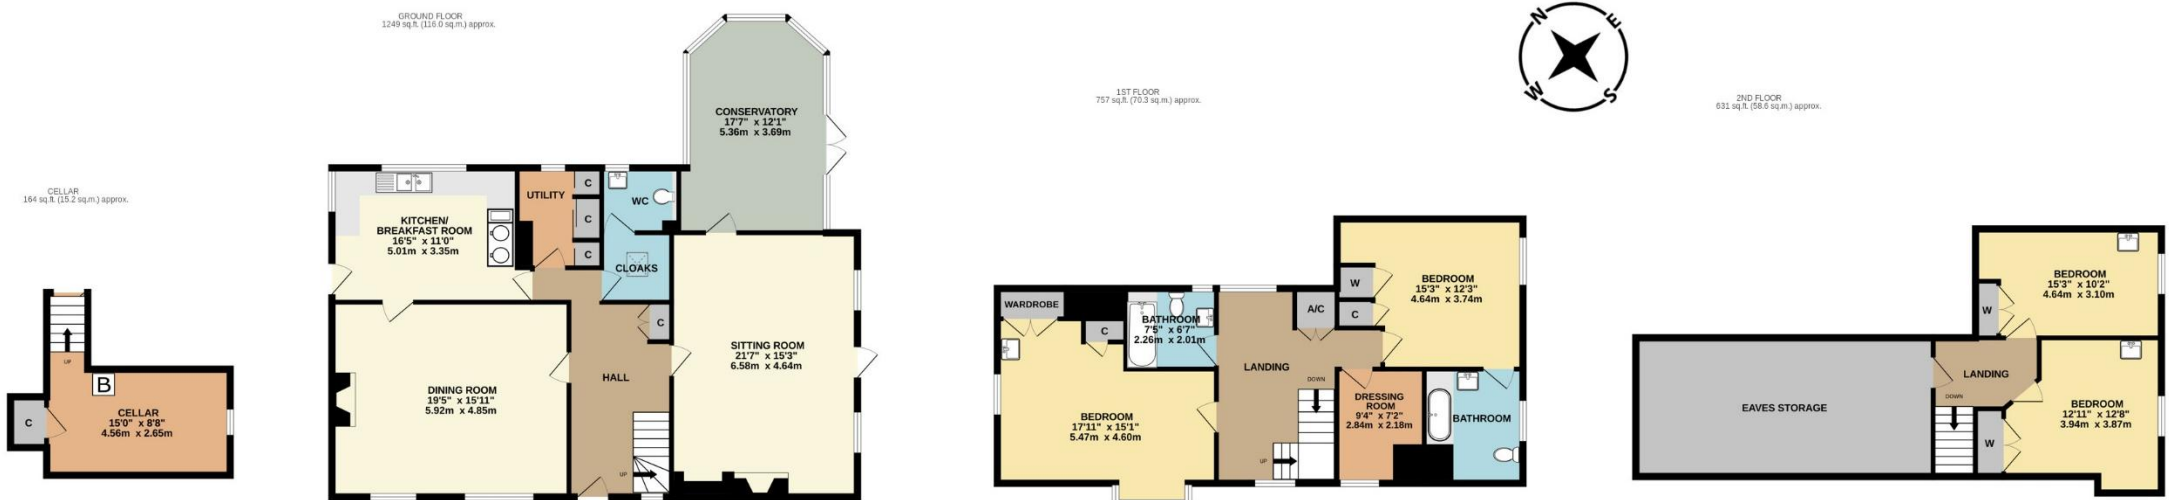 CELLAR
164 sq.ft. (15.2 sq.m.) approx.
UP
B
C
CELLAR
15'0" x 8'8"
4.56m x 2.65m
GROUND FLOOR
1249 sq.ft. (116.0 sq.m.) approx.
CONSERVATORY
17'7" x 12'1"
5.36m x 3.69m
UTILITY
C
C
C
WC
CLOAKS
KITCHEN/
BREAKFAST ROOM
16'5" x 11'0"
5.01m x 3.35m
C
SITTING ROOM
21'7" x 15'3"
6.58m x 4.64m
HALL
DINING ROOM
19'5" x 15'11"
5.92m x 4.85m
UP
1ST FLOOR
757 sq.ft. (70.3 sq.m.) approx.
WARDROBE
C
BATHROOM
7'5" x 6'7"
2.26m x 2.01m
A/C
W
C
BEDROOM
15'3" x 12'3"
4.64m x 3.74m
LANDING
DOWN
DRESSING
ROOM
9'4" x 7'2"
2.84m x 2.18m
BATHROOM
BEDROOM
17'11" x 15'1"
5.47m x 4.60m
UP
N
E
S
W
2ND FLOOR
631 sq.ft. (58.6 sq.m.) approx.
BEDROOM
15'3" x 10'2"
4.64m x 3.10m
W
LANDING
DOWN
EAVES STORAGE
BEDROOM
12'11" x 12'8"
3.94m x 3.87m
W